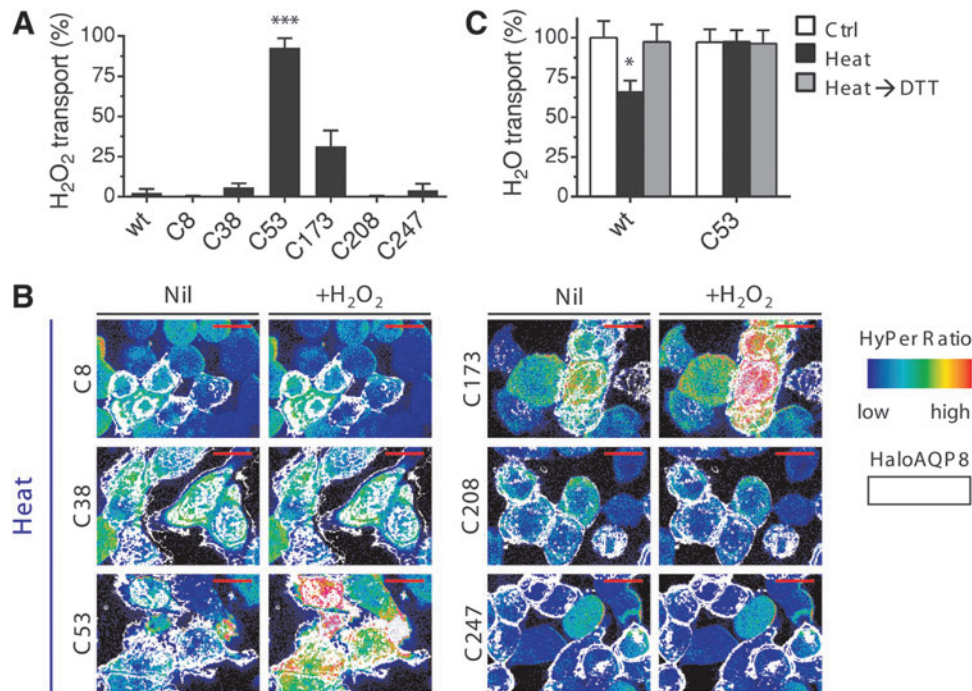 A
H₂O₂ transport (%)
100
75
50
25
0
***
wt
C8
C38
C53
C173
C208
C247
C
H₂O transport (%)
100
75
50
25
0
*
wt
C53
Ctrl
Heat
Heat → DTT
B
Nil
+H₂O₂
Nil
+H₂O₂
Heat
C8
C38
C53
C173
C208
C247
HyPer Ratio
low high
HaloAQP8